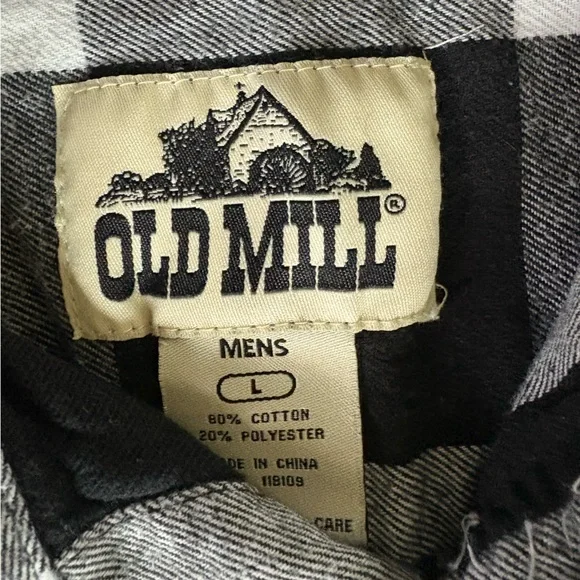 OLD MILL®
MENS
L
80% COTTON
20% POLYESTER
DE IN CHINA
118109
CARE